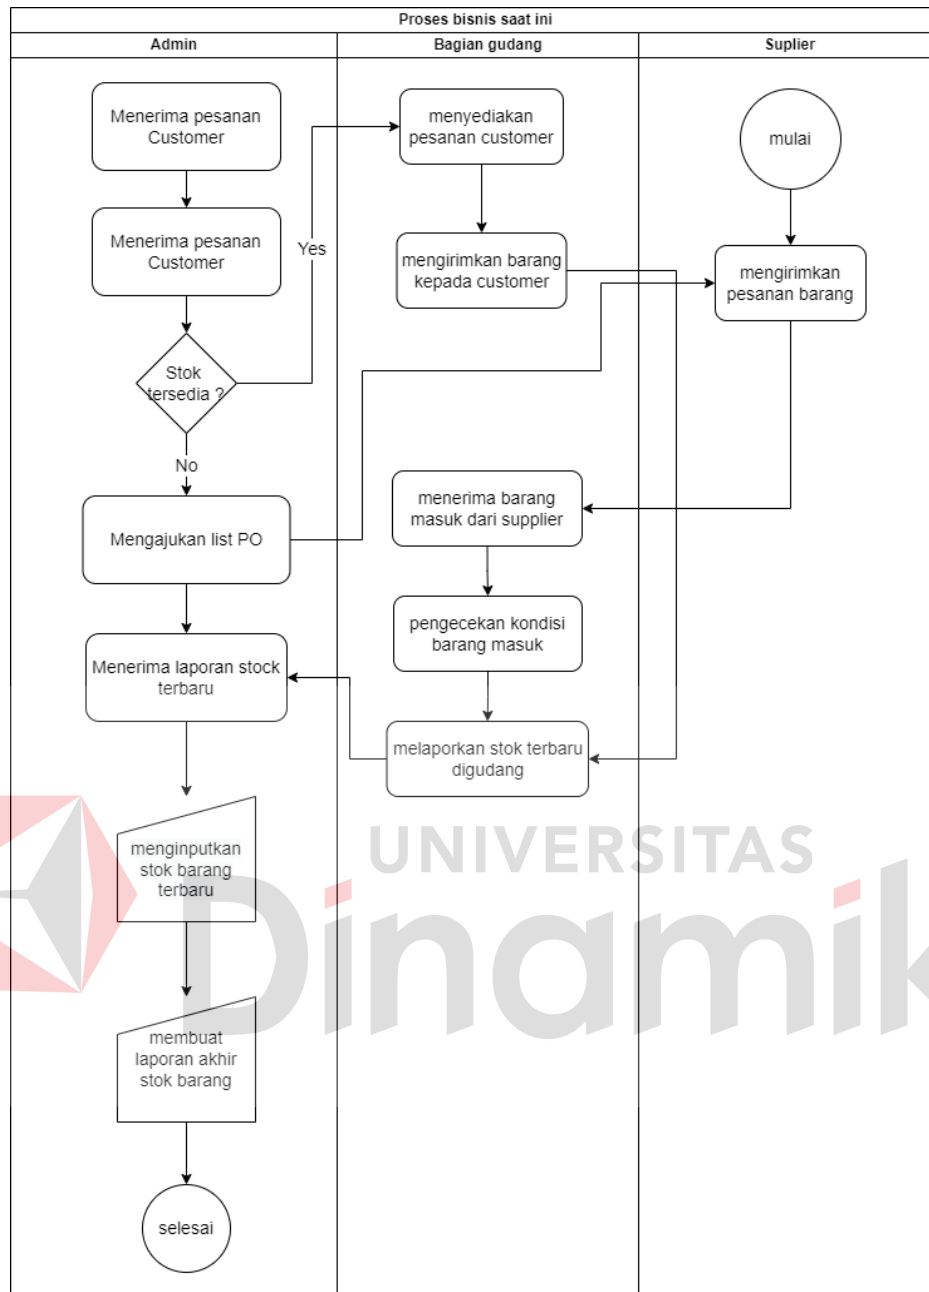 Proses bisnis saat ini
Admin
Bagian gudang
Suplier
Menerima pesanan
Customer
Menerima pesanan
Customer
Stok
tersedia ?
Yes
No
Mengajukan list PO
Menerima laporan stock
terbaru
menginputkan
stok barang
terbaru
membuat
laporan akhir
stok barang
selesai
menyediakan
pesanan customer
mengirimkan barang
kepada customer
menerima barang
masuk dari supplier
pengecekan kondisi
barang masuk
melaporkan stok terbaru
digudang
mulai
mengirimkan
pesanan barang
UNIVERSITAS
Dinamik